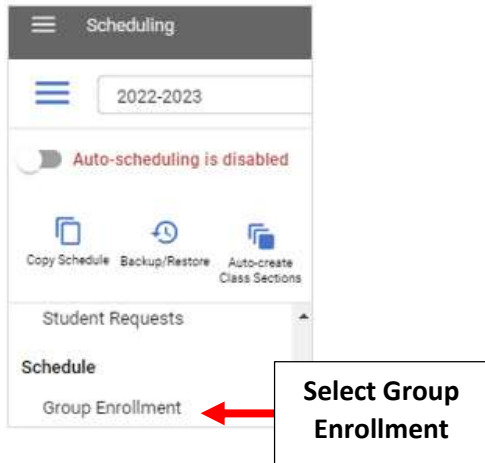 Scheduling
2022-2023
Auto-scheduling is disabled
Copy Schedule
Backup/Restore
Auto-create
Class Sections
Student Requests
Schedule
Group Enrollment
Select Group
Enrollment